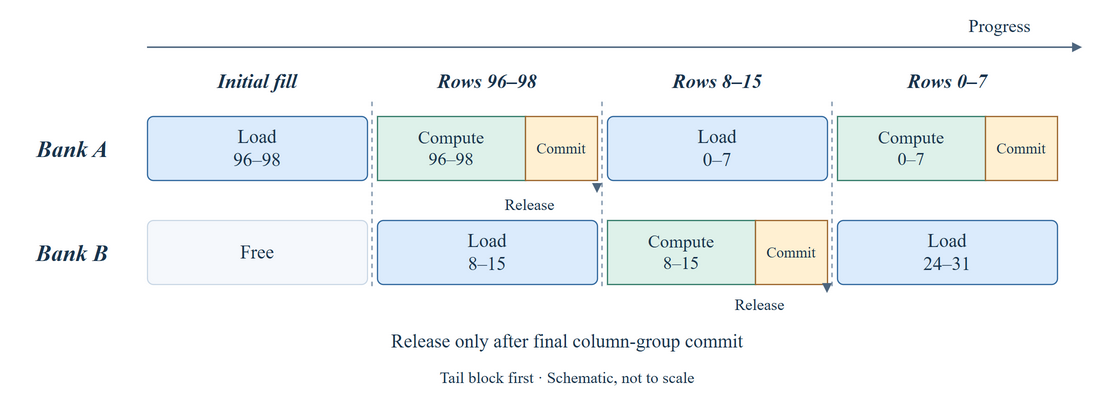 Progress
Initial fill
Rows 96–98
Rows 8–15
Rows 0–7
Bank A
Load
96–98
Compute
96–98
Commit
Load
0–7
Compute
0–7
Commit
Release
Bank B
Free
Load
8–15
Compute
8–15
Commit
Load
24–31
Release
Release only after final column-group commit
Tail block first · Schematic, not to scale